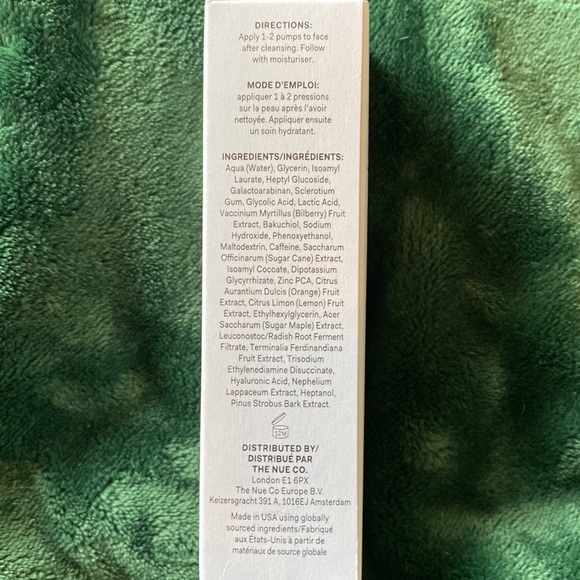 DIRECTIONS:
Apply 1-2 pumps to face
after cleansing. Follow
with moisturiser.
MODE D'EMPLOI:
appliquer 1 à 2 pressions
sur la peau après l'avoir
nettoyée. Appliquer ensuite
un soin hydratant.
INGREDIENTS/INGRÉDIENTS:
Aqua (Water), Glycerin, Isoamyl
Laurate, Heptyl Glucoside,
Galactoarabinan, Sclerotium
Gum, Glycolic Acid, Lactic Acid,
Vaccinium Myrtillus (Bilberry) Fruit
Extract, Bakuchiol, Sodium
Hydroxide, Phenoxyethanol,
Maltodextrin, Caffeine, Saccharum
Officinarum (Sugar Cane) Extract,
Isoamyl Cocoate, Dipotassium
Glycyrrhizate, Zinc PCA, Citrus
Aurantium Dulcis (Orange) Fruit
Extract, Citrus Limon (Lemon) Fruit
Extract, Ethylhexylglycerin, Acer
Saccharum (Sugar Maple) Extract,
Leuconostoc/Radish Root Ferment
Filtrate, Terminalia Ferdinandiana
Fruit Extract, Trisodium
Ethylenediamine Disuccinate,
Hyaluronic Acid, Nephelium
Lappaceum Extract, Heptanol,
Pinus Strobus Bark Extract.
12M
DISTRIBUTED BY/
DISTRIBUÉ PAR
THE NUE CO.
London E1 6PX
The Nue Co Europe B.V.
Keizersgracht 391 A, 1016EJ Amsterdam
Made in USA using globally
sourced ingredients/Fabriqué
aux États-Unis à partir de
matériaux de source globale